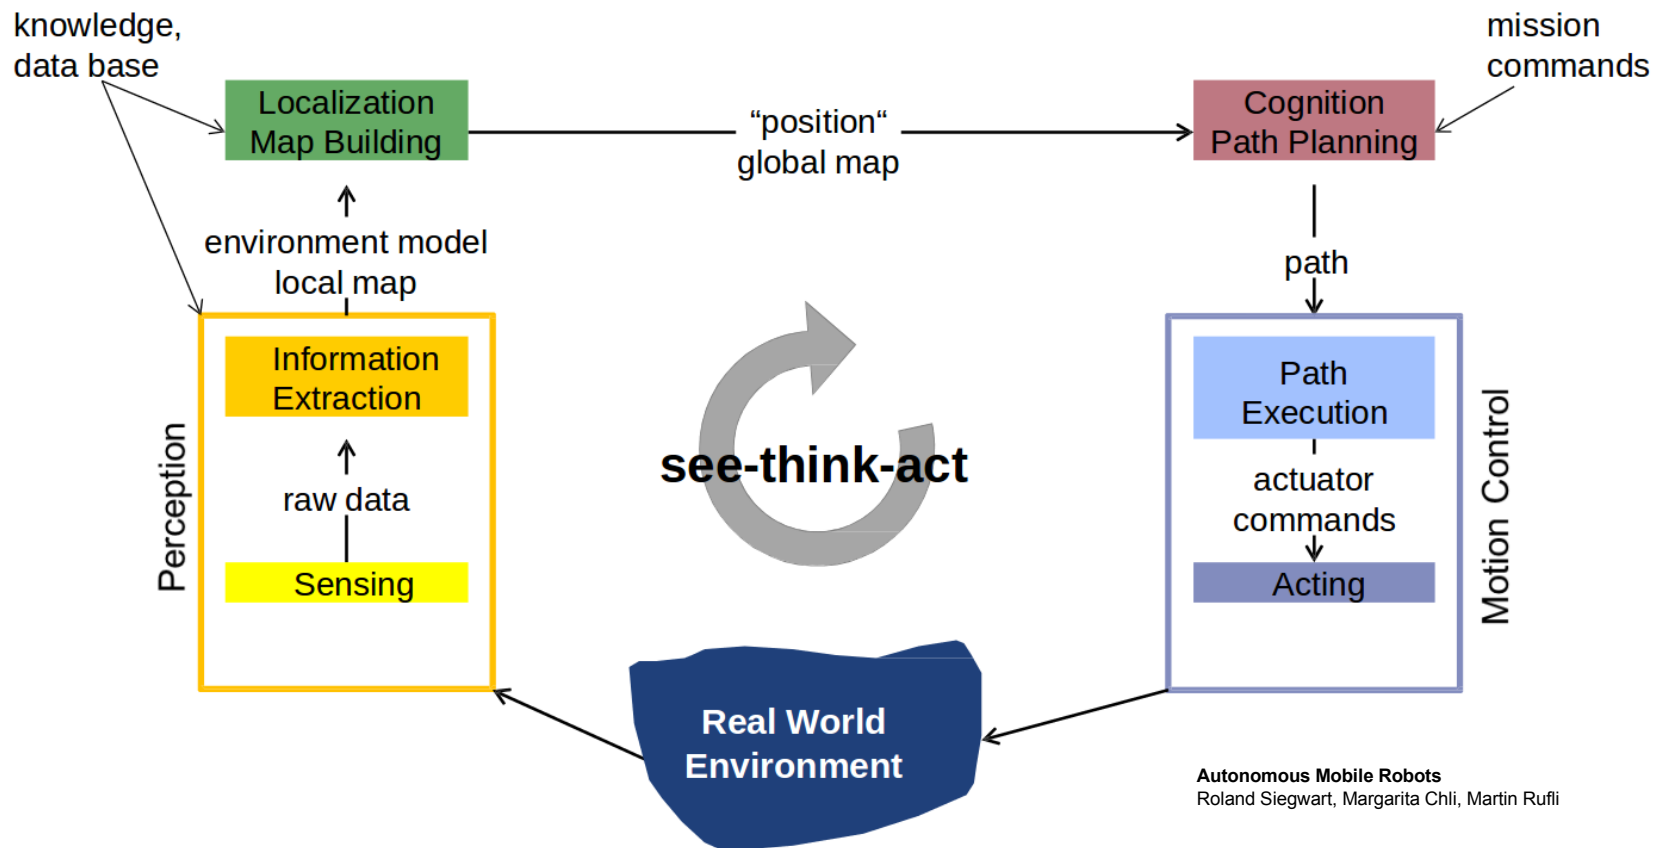 knowledge,
data base
mission
commands
Localization
Map Building
“position“
global map
Cognition
Path Planning
environment model
local map
path
Information
Extraction
raw data
Sensing
Perception
see-think-act
Path
Execution
actuator
commands
Acting
Motion Control
Real World
Environment
Autonomous Mobile Robots
Roland Siegwart, Margarita Chli, Martin Rufli